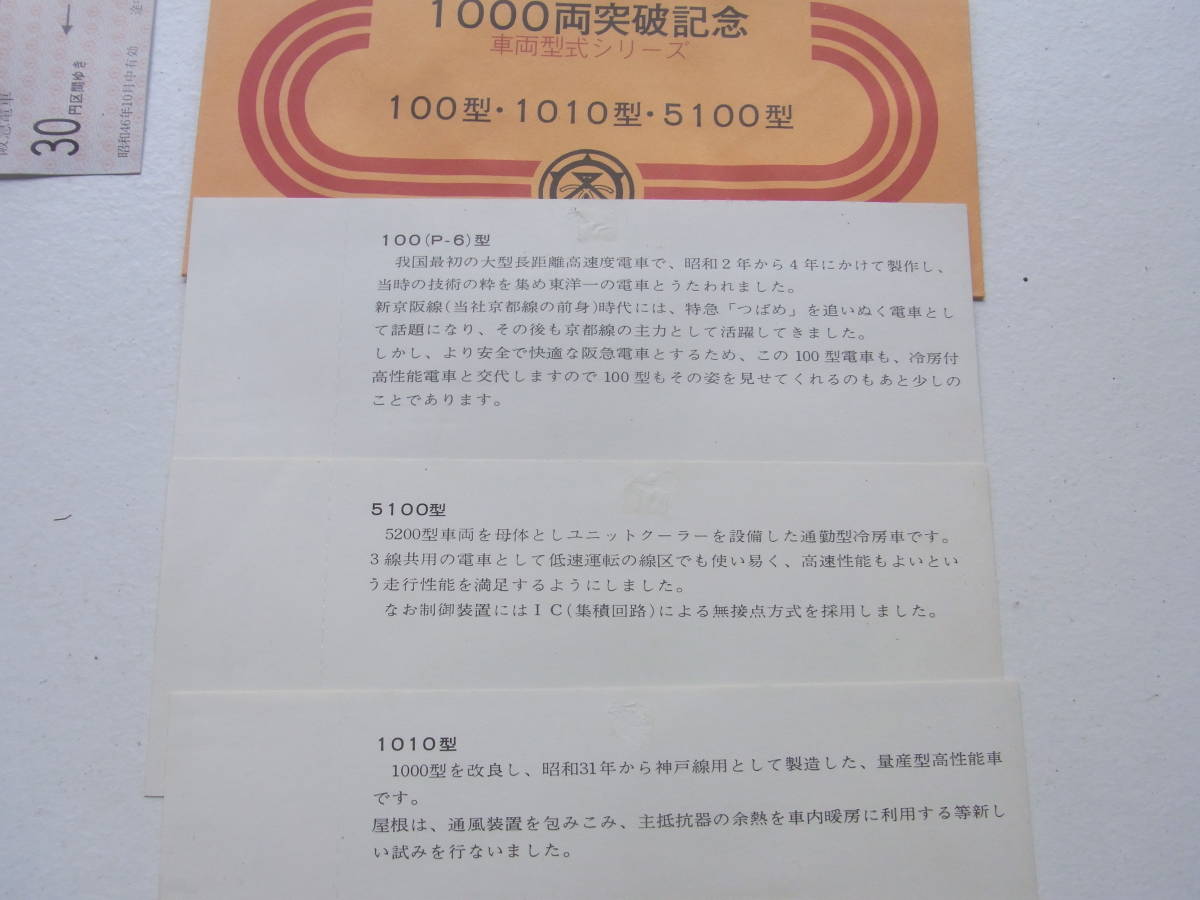 30円区間ゆき
昭和46年10月中有効
1000両突破記念
車両型式シリーズ
100型・1010型・5100型
100(P-6)型
我国最初の大型長距離高速度電車で、昭和2年から4年にかけて製作し、
当時の技術の粋を集め東洋一の電車とうたわれました。
新京阪線(当社京都線の前身)時代には、特急「つばめ」を追いぬく電車とし
て話題になり、その後も京都線の主力として活躍してきました。
しかし、より安全で快適な阪急電車とするため、この100型電車も、冷房付
高性能電車と交代しますので100型もその姿を見せてくれるのもあと少しの
ことであります。
5100型
5200型車両を母体としユニットクーラーを設備した通勤型冷房車です。
3線共用の電車として低速運転の線区でも使い易く、高速性能もよいとい
う走行性能を満足するようにしました。
なお制御装置にはIC(集積回路)による無接点方式を採用しました。
1010型
1000型を改良し、昭和31年から神戸線用として製造した、量産型高性能車
です。
屋根は、通風装置を包みこみ、主抵抗器の余熱を車内暖房に利用する等新し
い試みを行ないました。